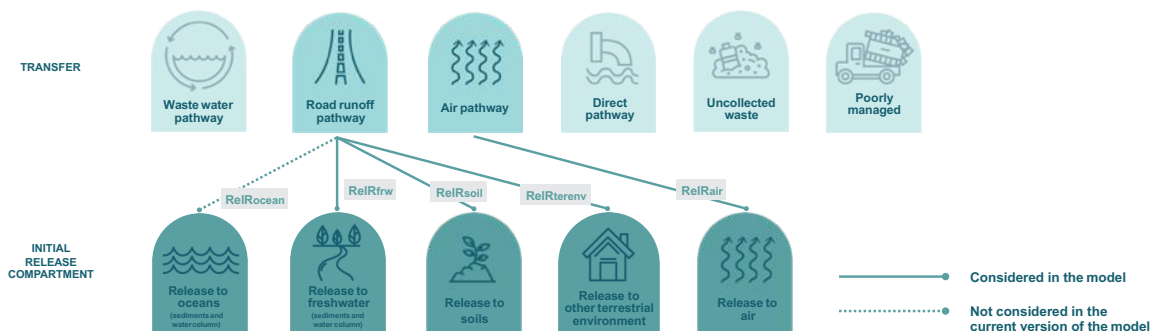 TRANSFER
Waste water
pathway
Road runoff
pathway
Air pathway
Direct
pathway
Uncollected
waste
Poorly
managed
RelRocean
RelRfrw
RelRsoil
RelRterenv
RelRair
INITIAL
RELEASE
COMPARTMENT
Release to
oceans
(sediments and
water column)
Release to
freshwater
(sediments and
water column)
Release to
soils
Release to
other terrestrial
environment
Release to
air
Considered in the model
Not considered in the
current version of the model